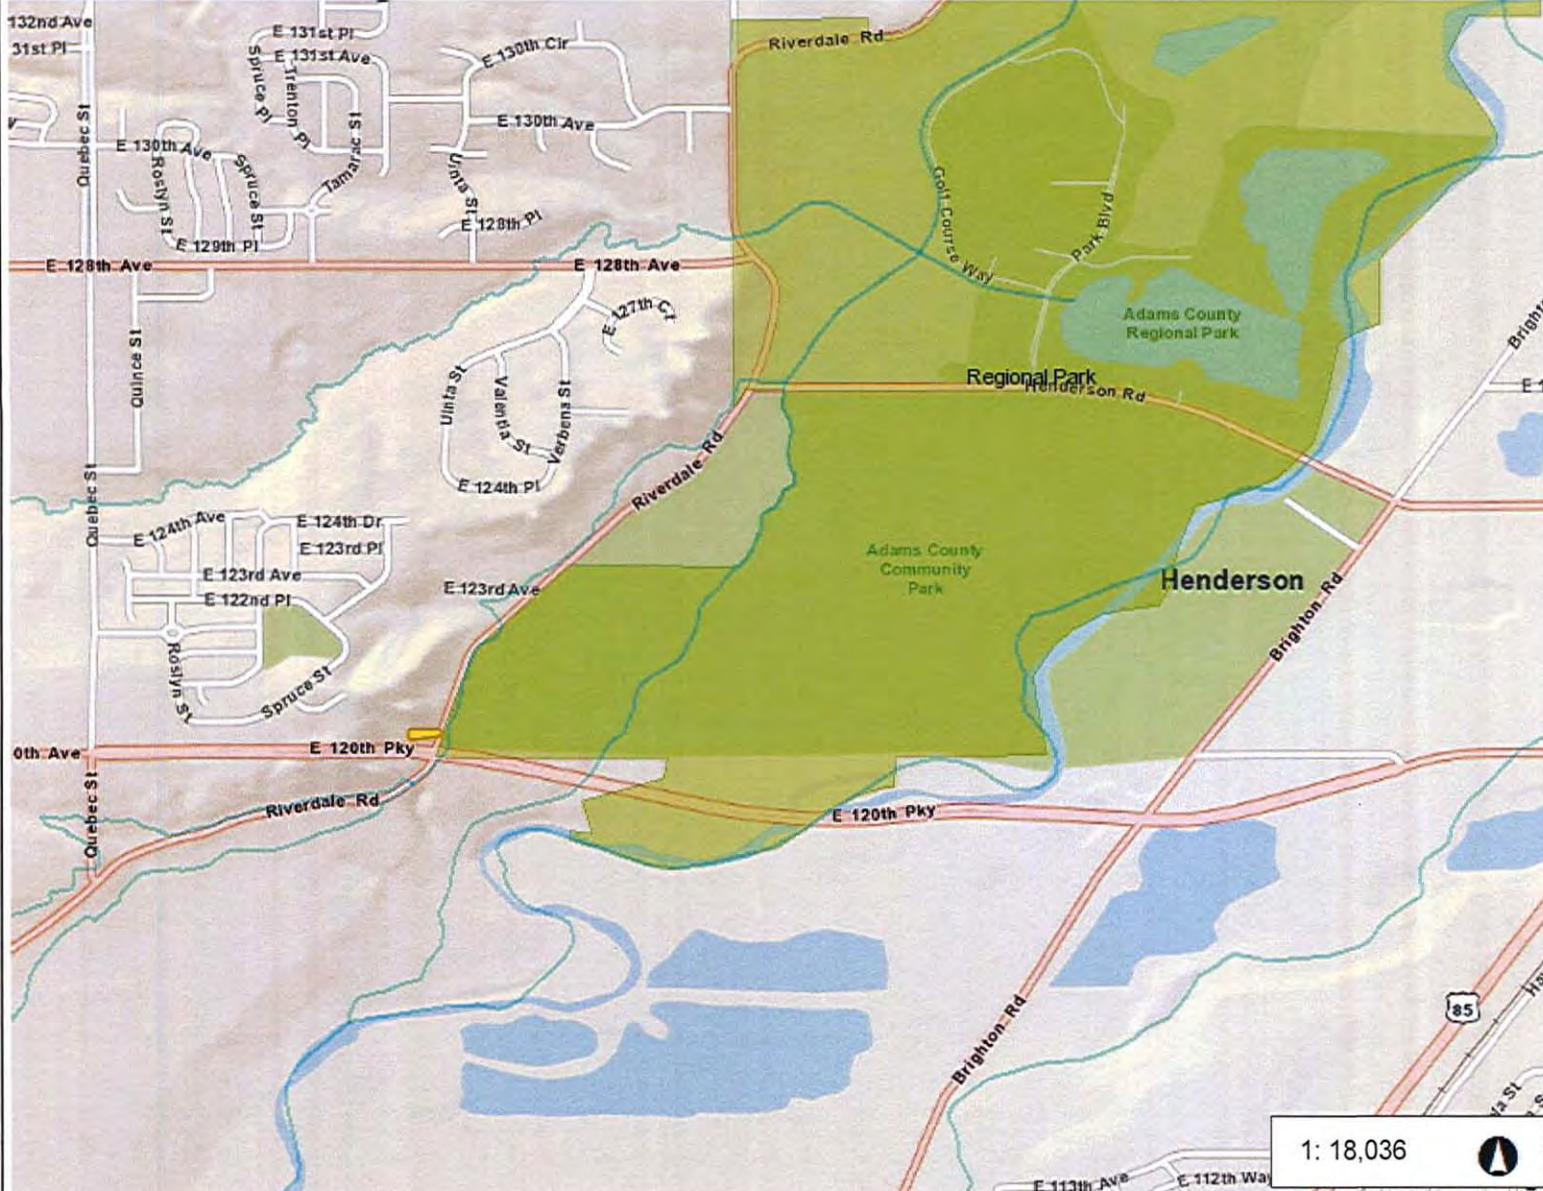 132nd Ave
31st Pl
E 131st Pl
E 131st Ave
Spruce Pl
Trenton Pl
E 130th Cir
Riverdale Rd
Quebec St
E 130th Ave
E 130th Ave
Tamarac St
Roslyn St
Spruce St
Uinta St
E 128th Pl
E 129th Pl
Golf Course Way
Park Blvd
E 128th Ave
E 128th Ave
E 127th Ct
Adams County
Regional Park
Quince St
Uinta St
Valentia St
Verbena St
Regional Park
Henderson Rd
E 124th Pl
Riverdale Rd
Quebec St
E 124th Ave
E 124th Dr
E 123rd Pl
E 123rd Ave
E 122nd Pl
E 123rd Ave
Adams County
Community
Park
Henderson
Brighton Rd
Roslyn St
Spruce St
0th Ave
E 120th Pky
Quebec St
Riverdale Rd
E 120th Pky
Brighton Rd
85
1: 18,036
E 113th Ave
E 112th Way